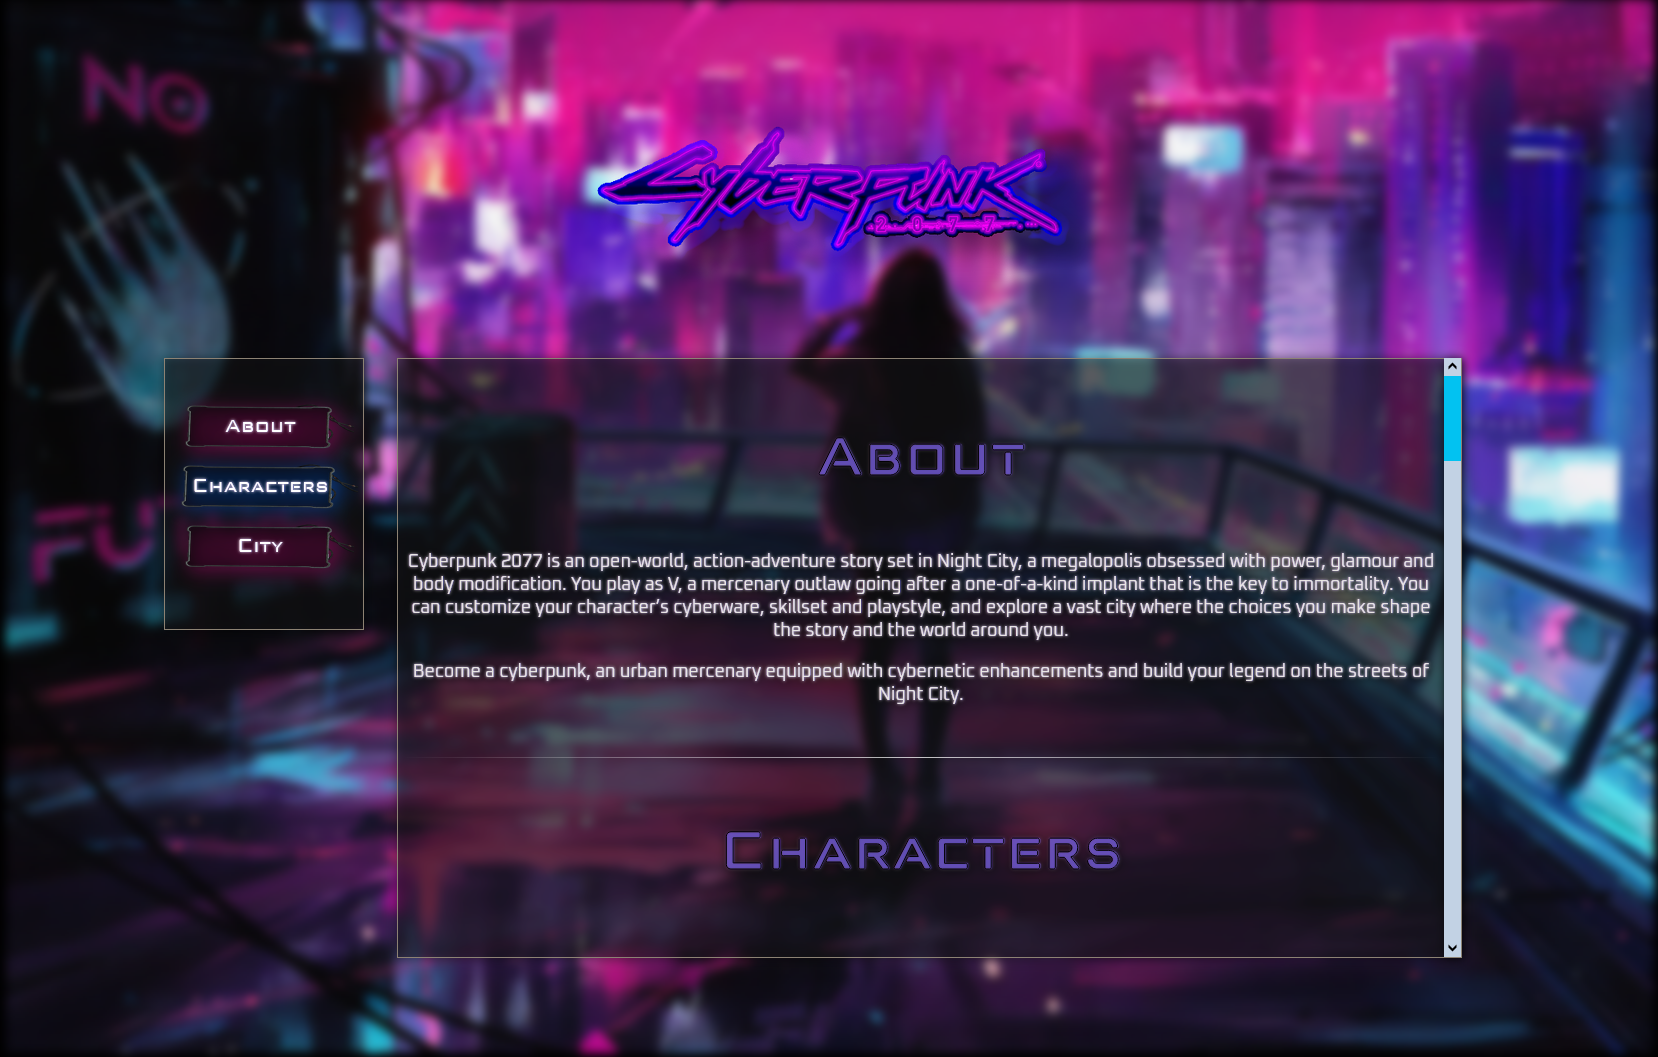 No
Cyberpunk
2077
About
Characters
City
FU
About
Cyberpunk 2077 is an open-world, action-adventure story set in Night City, a megalopolis obsessed with power, glamour and
body modification. You play as V, a mercenary outlaw going after a one-of-a-kind implant that is the key to immortality. You
can customize your character’s cyberware, skillset and playstyle, and explore a vast city where the choices you make shape
the story and the world around you.
Become a cyberpunk, an urban mercenary equipped with cybernetic enhancements and build your legend on the streets of
Night City.
Characters